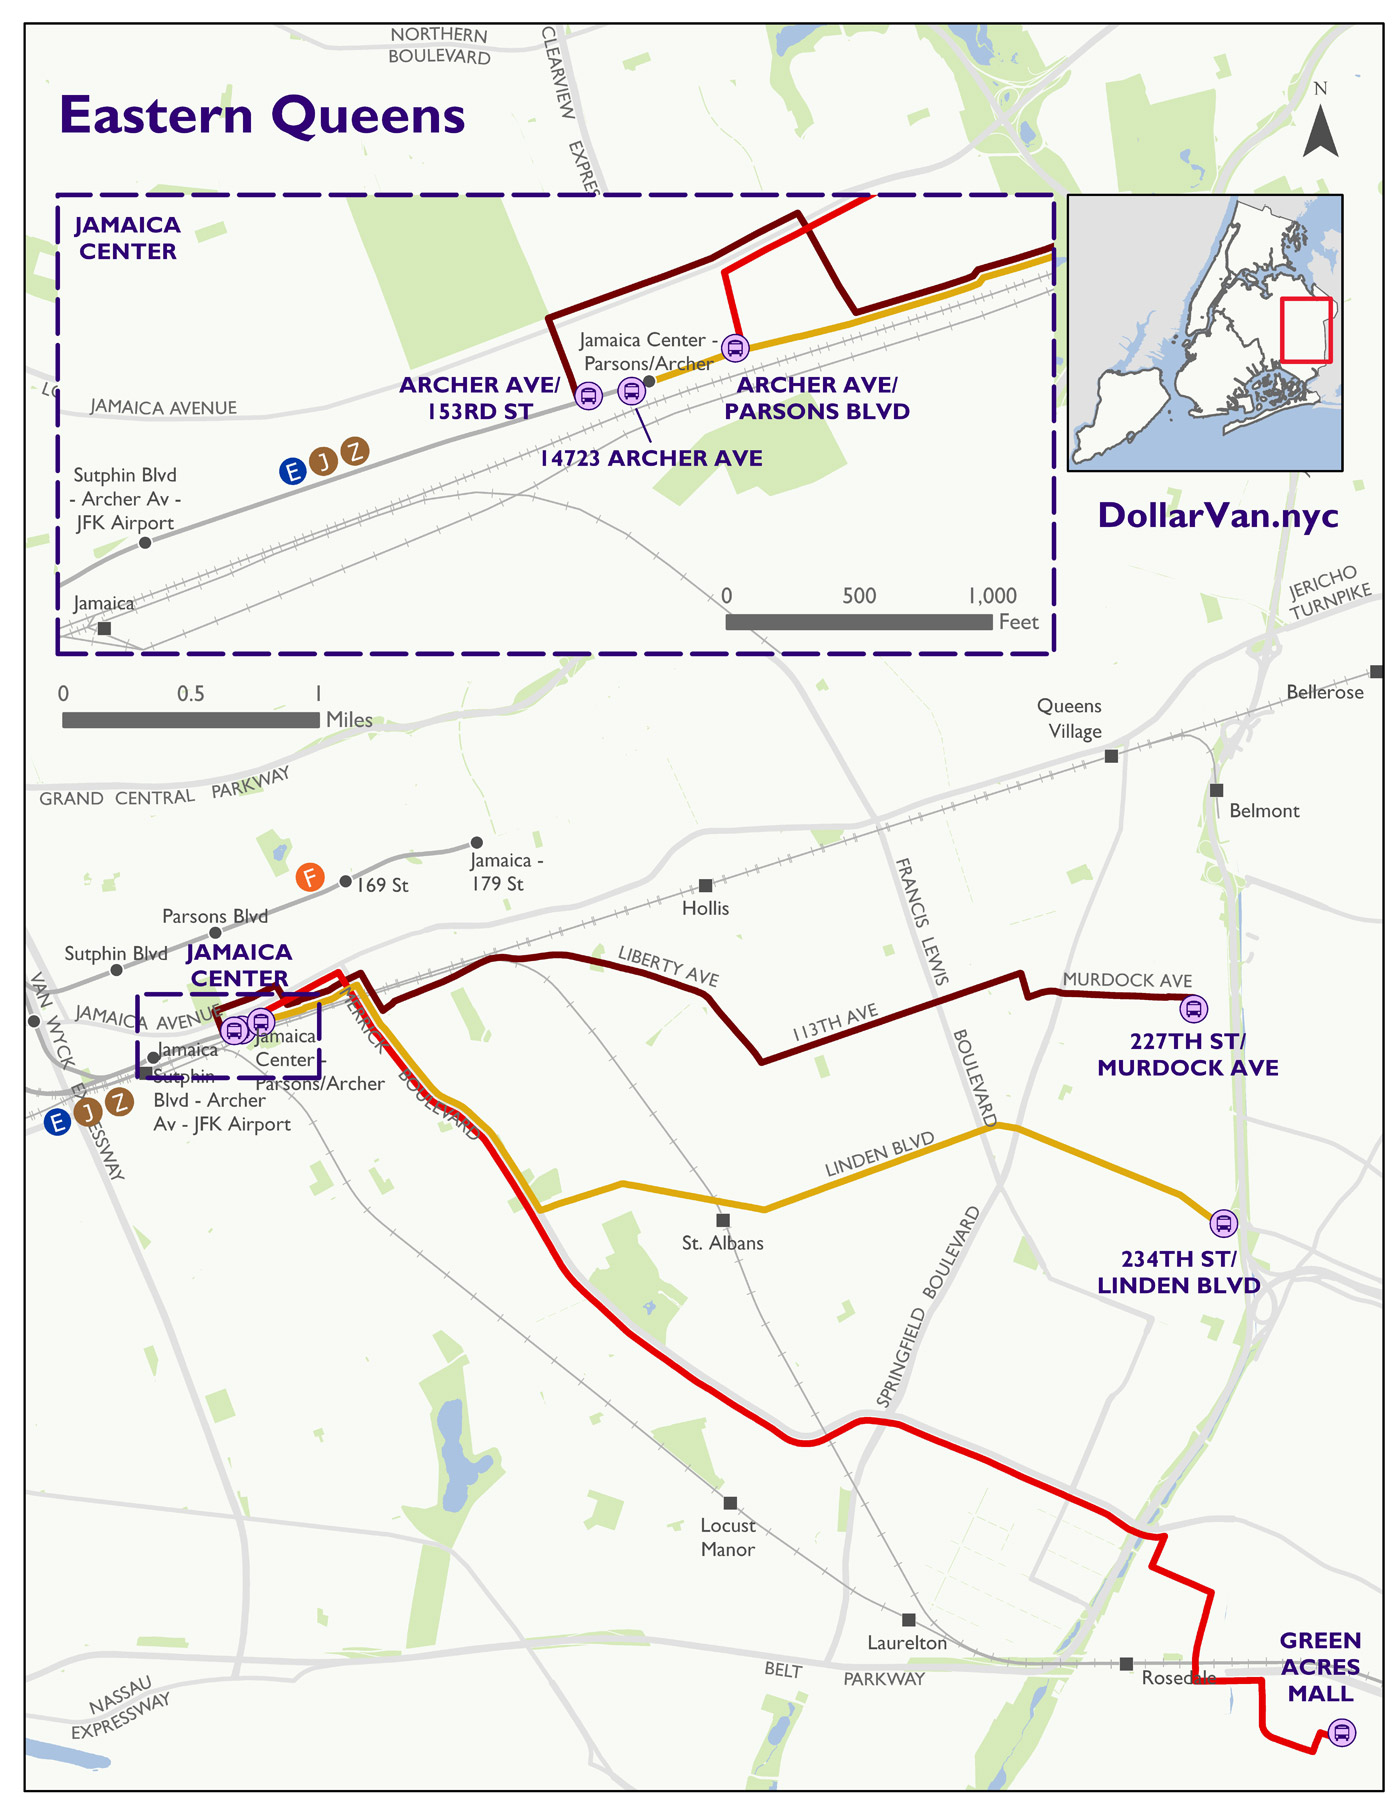 NORTHERN
BOULEVARD
CLEARVIEW
EXPRES
Eastern Queens
N
JAMAICA
CENTER
Jamaica Center -
Parsons/Archer
ARCHER AVE/
153RD ST
ARCHER AVE/
PARSONS BLVD
14723 ARCHER AVE
LO
JAMAICA AVENUE
E J Z
Sutphin Blvd
- Archer Av -
JFK Airport
Jamaica
0 500 1,000
Feet
DollarVan.nyc
JERICHO
TURNPIKE
0 0.5 1
Miles
Bellerose
Queens
Village
Belmont
GRAND CENTRAL PARKWAY
F
169 St
Jamaica -
179 St
Hollis
FRANCIS LEWIS
BOULEVARD
Parsons Blvd
Sutphin Blvd
JAMAICA
CENTER
LIBERTY AVE
MURDOCK AVE
113TH AVE
227TH ST/
MURDOCK AVE
VAN WYCK E
ESSWAY
JAMAICA AVENUE
MERRICK
BOULEVARD
Jamaica
Jamaica
Center -
Parsons/Archer
Sutphin
Blvd - Archer
Av - JFK Airport
E J Z
LINDEN BLVD
St. Albans
234TH ST/
LINDEN BLVD
SPRINGFIELD BOULEVARD
Locust
Manor
Laurelton
Rosedale
GREEN
ACRES
MALL
BELT PARKWAY
NASSAU
EXPRESSWAY